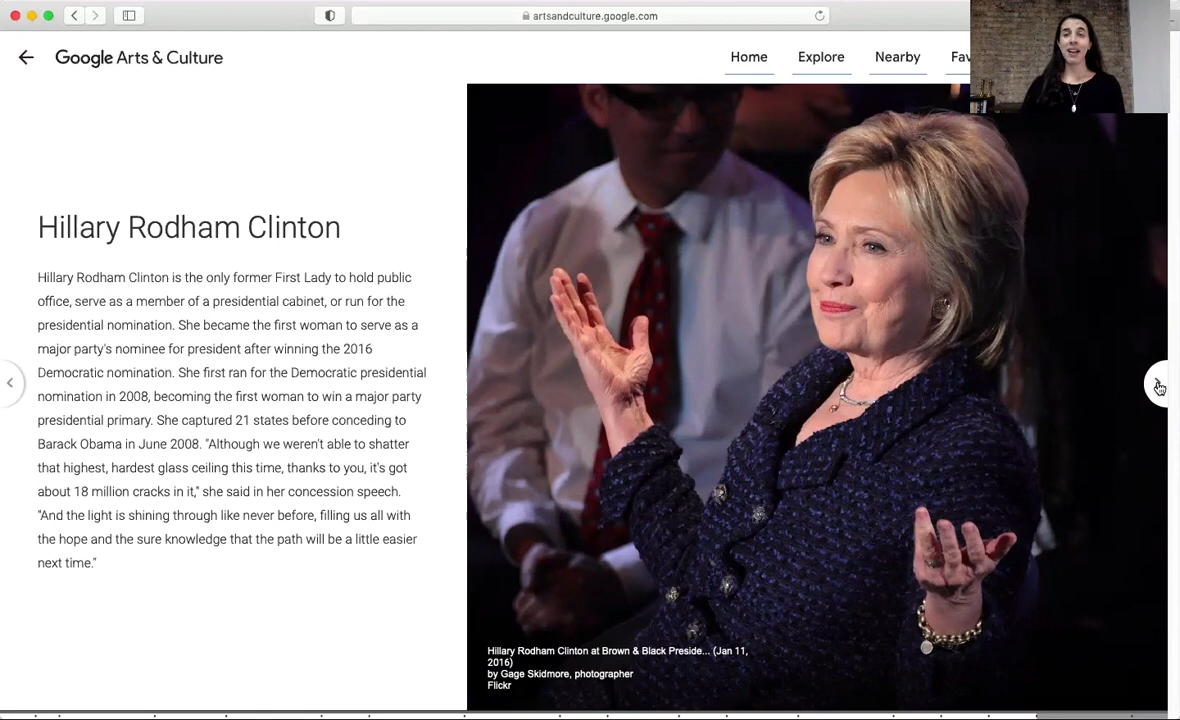 artsandculture.google.com
Google Arts & Culture
Home Explore Nearby Fav
Hillary Rodham Clinton
Hillary Rodham Clinton is the only former First Lady to hold public
office, serve as a member of a presidential cabinet, or run for the
presidential nomination. She became the first woman to serve as a
major party's nominee for president after winning the 2016
Democratic nomination. She first ran for the Democratic presidential
nomination in 2008, becoming the first woman to win a major party
presidential primary. She captured 21 states before conceding to
Barack Obama in June 2008. "Although we weren't able to shatter
that highest, hardest glass ceiling this time, thanks to you, it's got
about 18 million cracks in it," she said in her concession speech.
"And the light is shining through like never before, filling us all with
the hope and the sure knowledge that the path will be a little easier
next time."
Hillary Rodham Clinton at Brown & Black Preside... (Jan 11,
2016)
by Gage Skidmore, photographer
Flickr